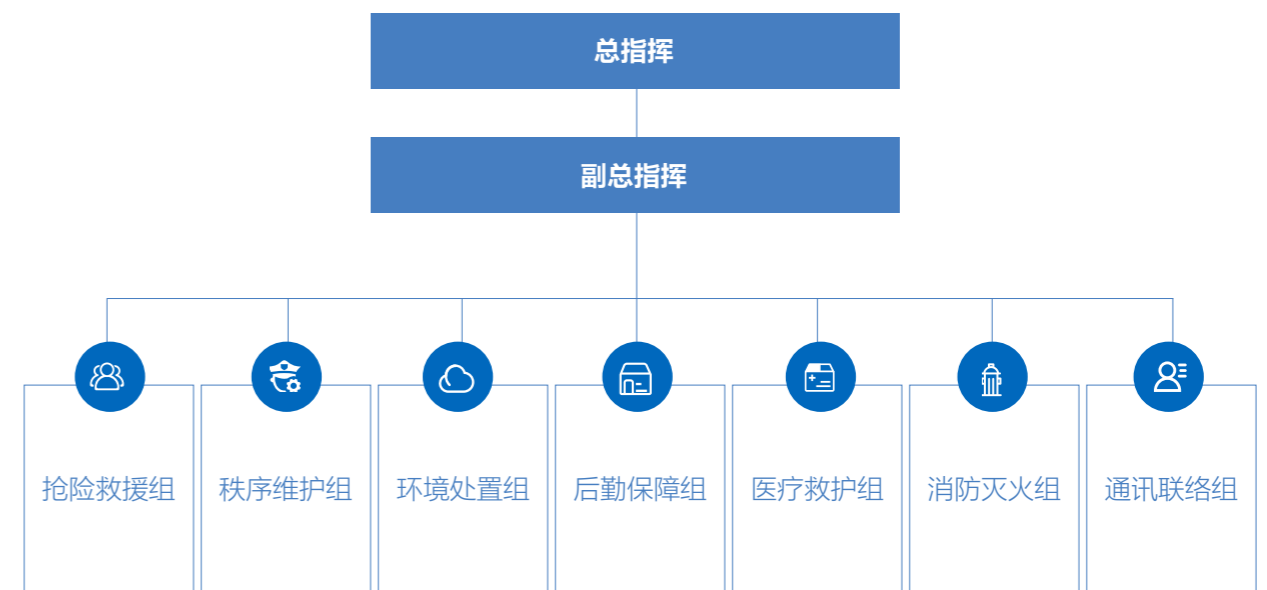 总指挥
副总指挥
抢险救援组
秩序维护组
环境处置组
后勤保障组
医疗救护组
消防灭火组
通讯联络组